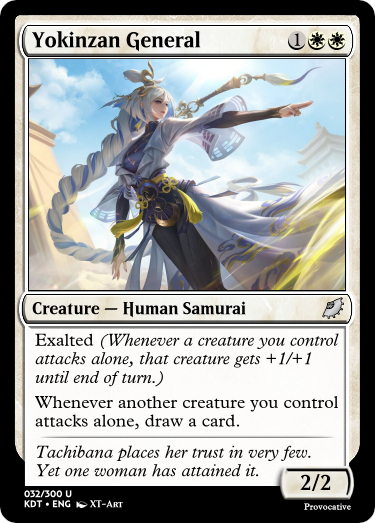 Yokinzan General 1
Creature — Human Samurai
Exalted (Whenever a creature you control
attacks alone, that creature gets +1/+1
until end of turn.)
Whenever another creature you control
attacks alone, draw a card.
Tachibana places her trust in very few.
Yet one woman has attained it.
2/2
032/300 U
KDT • ENG XT-Art
Provocative